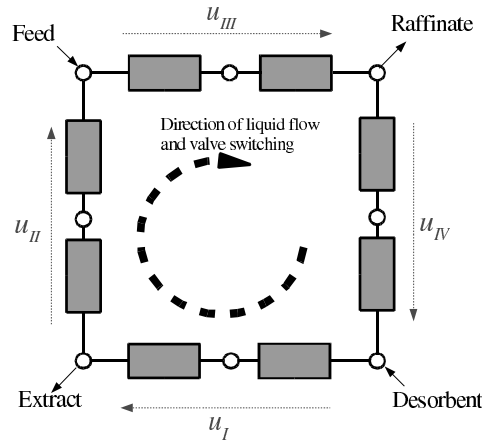 u_III
Feed
Raffinate
Direction of liquid flow
and valve switching
u_II
u_IV
Extract
Desorbent
u_I